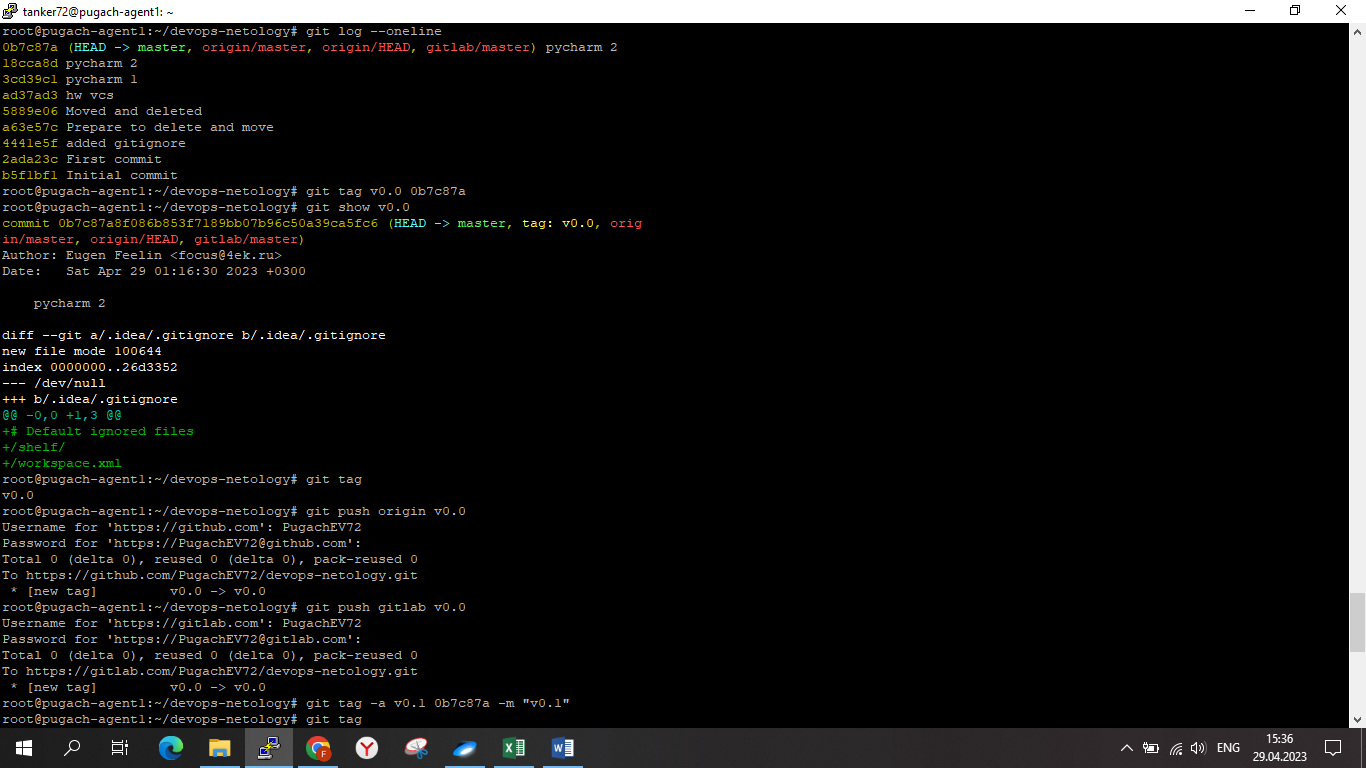 tanker72@pugach-agent1: ~
root@pugach-agent1:~/devops-netology# git log --oneline
0b7c87a (HEAD -> master, origin/master, origin/HEAD, gitlab/master) pycharm 2
18cca8d pycharm 2
3cd39c1 pycharm 1
ad37ad3 hw vcs
5889e06 Moved and deleted
a63e57c Prepare to delete and move
4441e5f added gitignore
2ada23c First commit
b5f1bf1 Initial commit
root@pugach-agent1:~/devops-netology# git tag v0.0 0b7c87a
root@pugach-agent1:~/devops-netology# git show v0.0
commit 0b7c87a8f086b853f7189bb07b96c50a39ca5fc6 (HEAD -> master, tag: v0.0, orig
in/master, origin/HEAD, gitlab/master)
Author: Eugen Feelin <focus@4ek.ru>
Date:   Sat Apr 29 01:16:30 2023 +0300
    pycharm 2
diff --git a/.idea/.gitignore b/.idea/.gitignore
new file mode 100644
index 0000000..26d3352
--- /dev/null
+++ b/.idea/.gitignore
@@ -0,0 +1,3 @@
+# Default ignored files
+/shelf/
+/workspace.xml
root@pugach-agent1:~/devops-netology# git tag
v0.0
root@pugach-agent1:~/devops-netology# git push origin v0.0
Username for 'https://github.com': PugachEV72
Password for 'https://PugachEV72@github.com':
Total 0 (delta 0), reused 0 (delta 0), pack-reused 0
To https://github.com/PugachEV72/devops-netology.git
 * [new tag]         v0.0 -> v0.0
root@pugach-agent1:~/devops-netology# git push gitlab v0.0
Username for 'https://gitlab.com': PugachEV72
Password for 'https://PugachEV72@gitlab.com':
Total 0 (delta 0), reused 0 (delta 0), pack-reused 0
To https://gitlab.com/PugachEV72/devops-netology.git
 * [new tag]         v0.0 -> v0.0
root@pugach-agent1:~/devops-netology# git tag -a v0.1 0b7c87a -m "v0.1"
root@pugach-agent1:~/devops-netology# git tag
ENG
15:36
29.04.2023